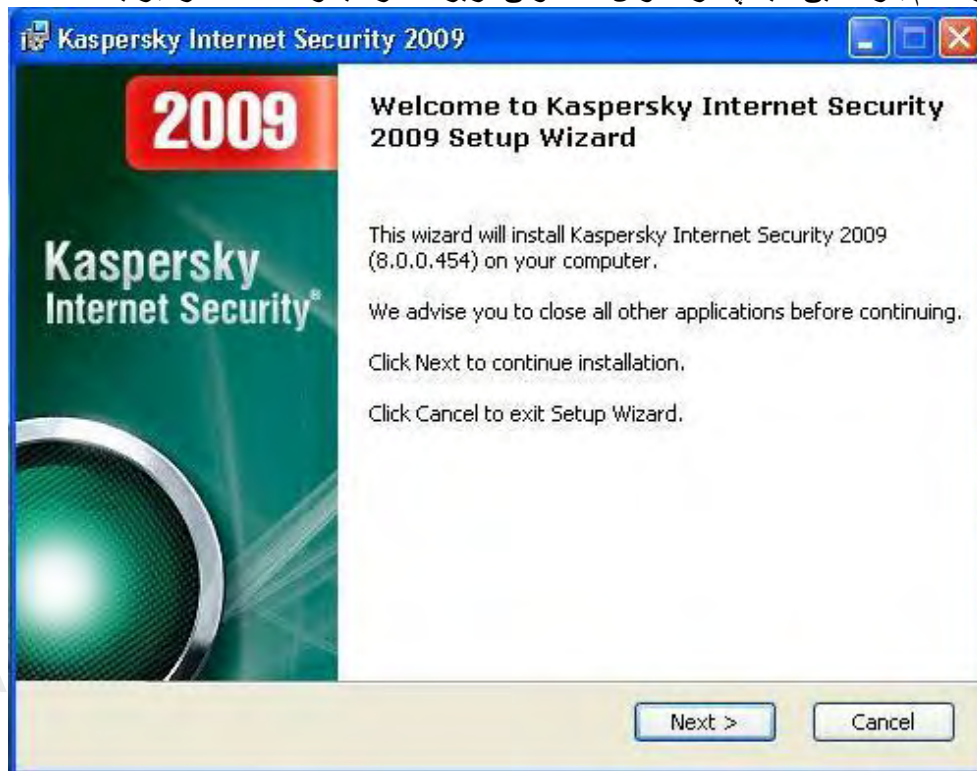 Kaspersky Internet Security 2009
2009
Kaspersky
Internet Security®
Welcome to Kaspersky Internet Security
2009 Setup Wizard
This wizard will install Kaspersky Internet Security 2009
(8.0.0.454) on your computer.
We advise you to close all other applications before continuing.
Click Next to continue installation.
Click Cancel to exit Setup Wizard.
Next >
Cancel